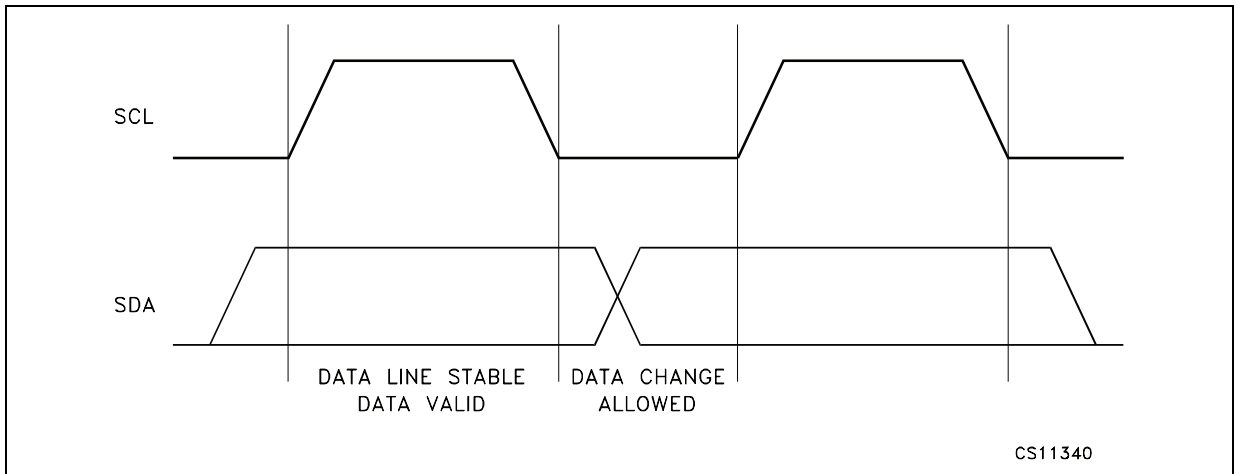 SCL
SDA
DATA LINE STABLE
DATA VALID
DATA CHANGE
ALLOWED
CS11340